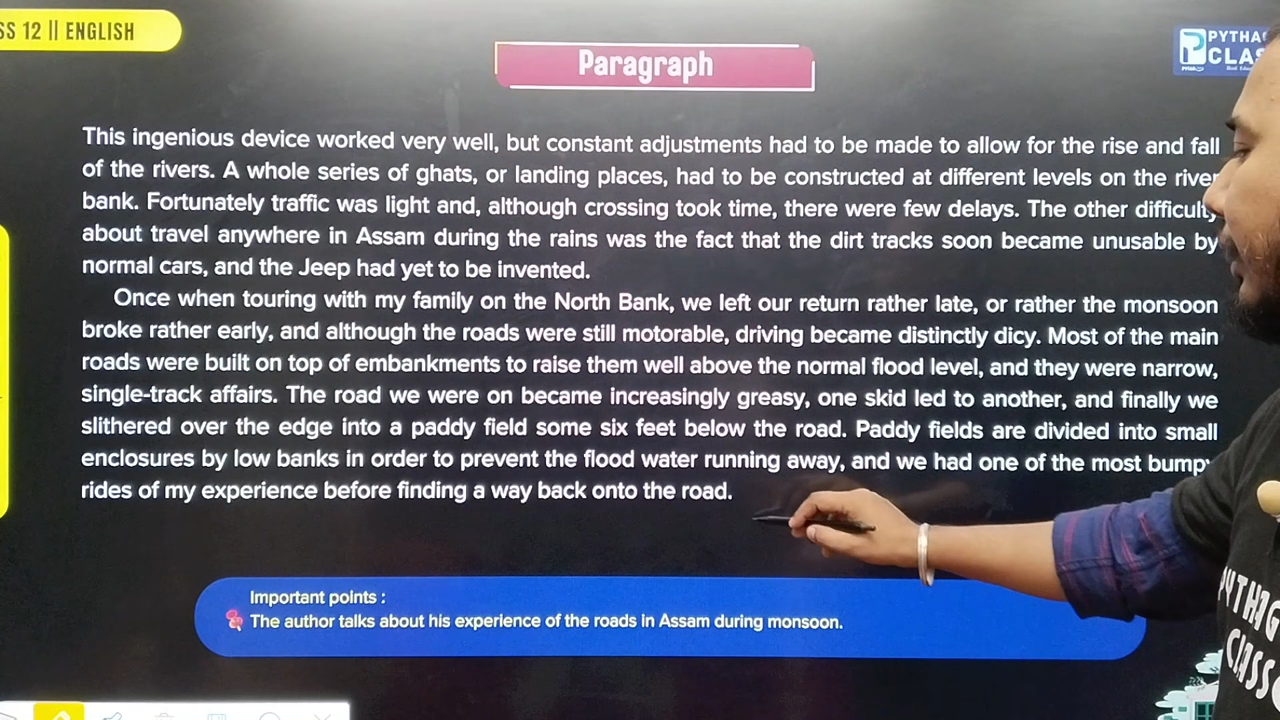 SS 12 || ENGLISH
Paragraph
PYTHAG
CLAS
This ingenious device worked very well, but constant adjustments had to be made to allow for the rise and fall
of the rivers. A whole series of ghats, or landing places, had to be constructed at different levels on the river
bank. Fortunately traffic was light and, although crossing took time, there were few delays. The other difficulty
about travel anywhere in Assam during the rains was the fact that the dirt tracks soon became unusable by
normal cars, and the Jeep had yet to be invented.
Once when touring with my family on the North Bank, we left our return rather late, or rather the monsoon
broke rather early, and although the roads were still motorable, driving became distinctly dicy. Most of the main
roads were built on top of embankments to raise them well above the normal flood level, and they were narrow,
single-track affairs. The road we were on became increasingly greasy, one skid led to another, and finally we
slithered over the edge into a paddy field some six feet below the road. Paddy fields are divided into small
enclosures by low banks in order to prevent the flood water running away, and we had one of the most bumpy
rides of my experience before finding a way back onto the road.
Important points :
The author talks about his experience of the roads in Assam during monsoon.
PYTHAG
CLASS